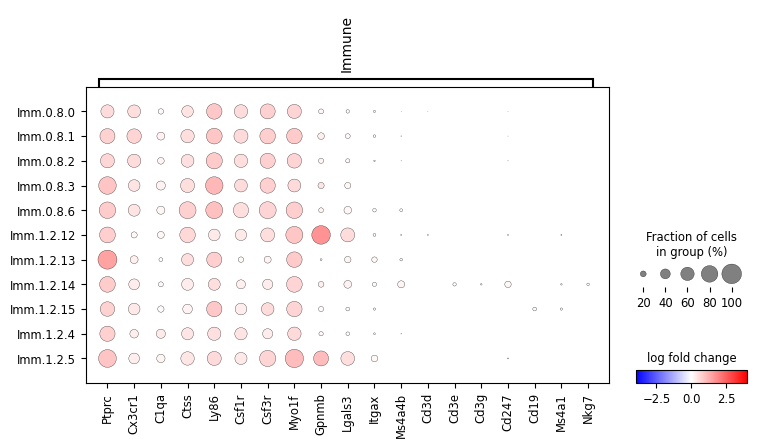 Immune
Imm.0.8.0
Imm.0.8.1
Imm.0.8.2
Imm.0.8.3
Imm.0.8.6
Imm.1.2.12
Imm.1.2.13
Imm.1.2.14
Imm.1.2.15
Imm.1.2.4
Imm.1.2.5
Ptprc
Cx3cr1
C1qa
Ctss
Ly86
Csf1r
Csf3r
Myo1f
Gpnmb
Lgals3
Itgax
Ms4a4b
Cd3d
Cd3e
Cd3g
Cd247
Cd19
Ms4a1
Nkg7
Fraction of cells
in group (%)
20 40 60 80 100
log fold change
−2.5 0.0 2.5